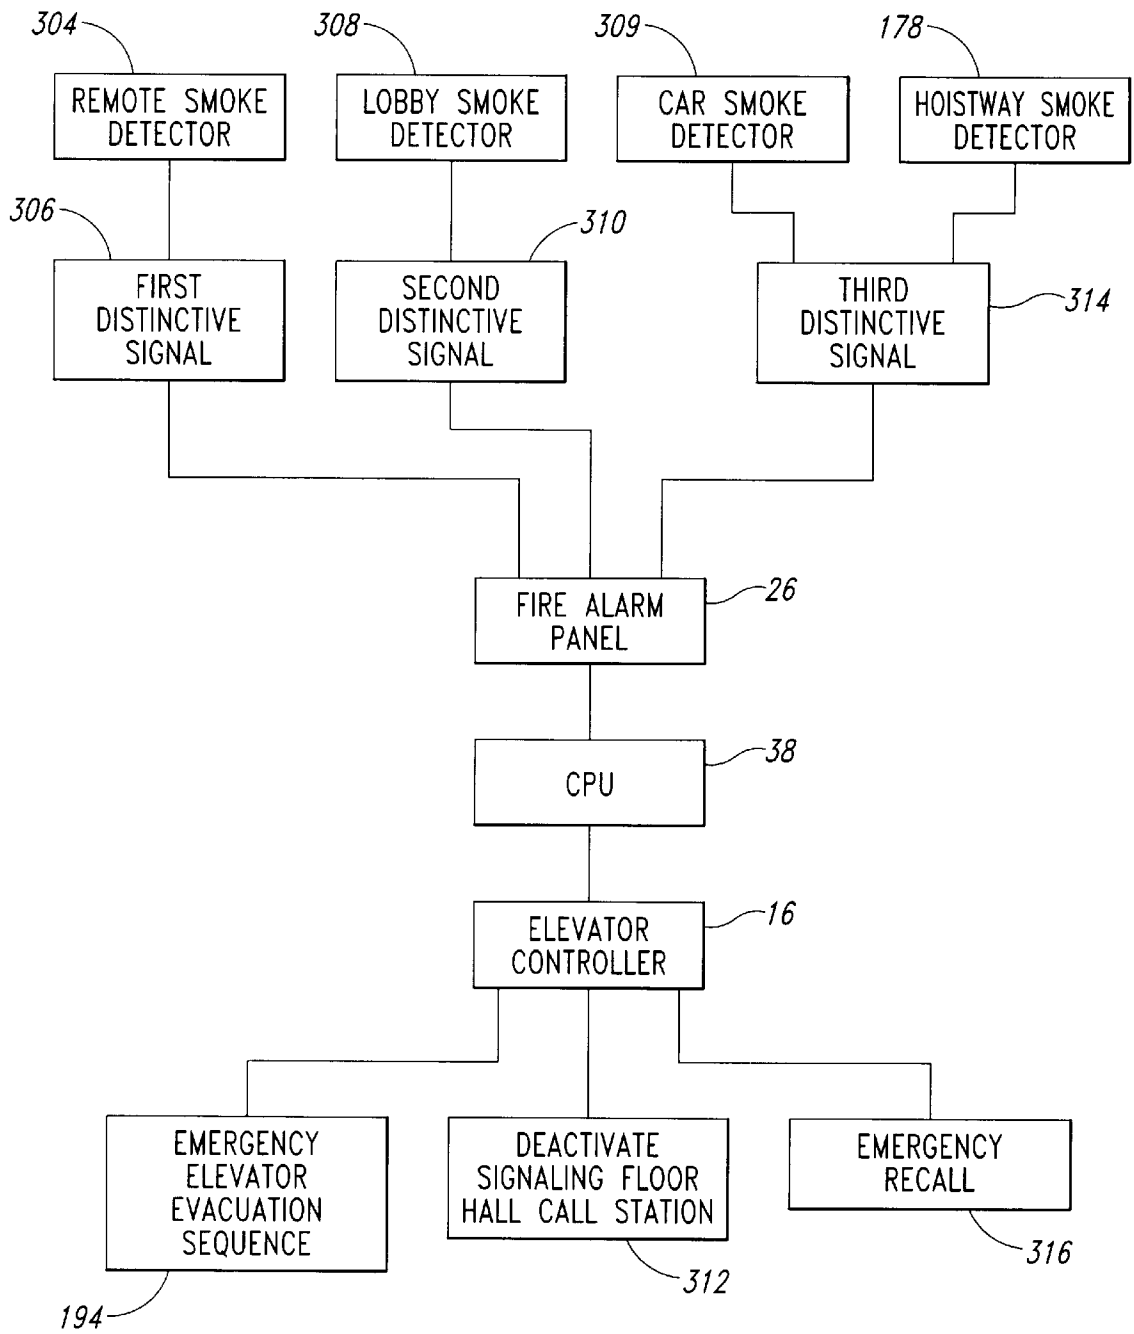 304
308
309
178
REMOTE SMOKE
DETECTOR
LOBBY SMOKE
DETECTOR
CAR SMOKE
DETECTOR
HOISTWAY SMOKE
DETECTOR
306
310
314
FIRST
DISTINCTIVE
SIGNAL
SECOND
DISTINCTIVE
SIGNAL
THIRD
DISTINCTIVE
SIGNAL
FIRE ALARM
PANEL
26
CPU
38
ELEVATOR
CONTROLLER
16
EMERGENCY
ELEVATOR
EVACUATION
SEQUENCE
DEACTIVATE
SIGNALING FLOOR
HALL CALL STATION
EMERGENCY
RECALL
194
312
316